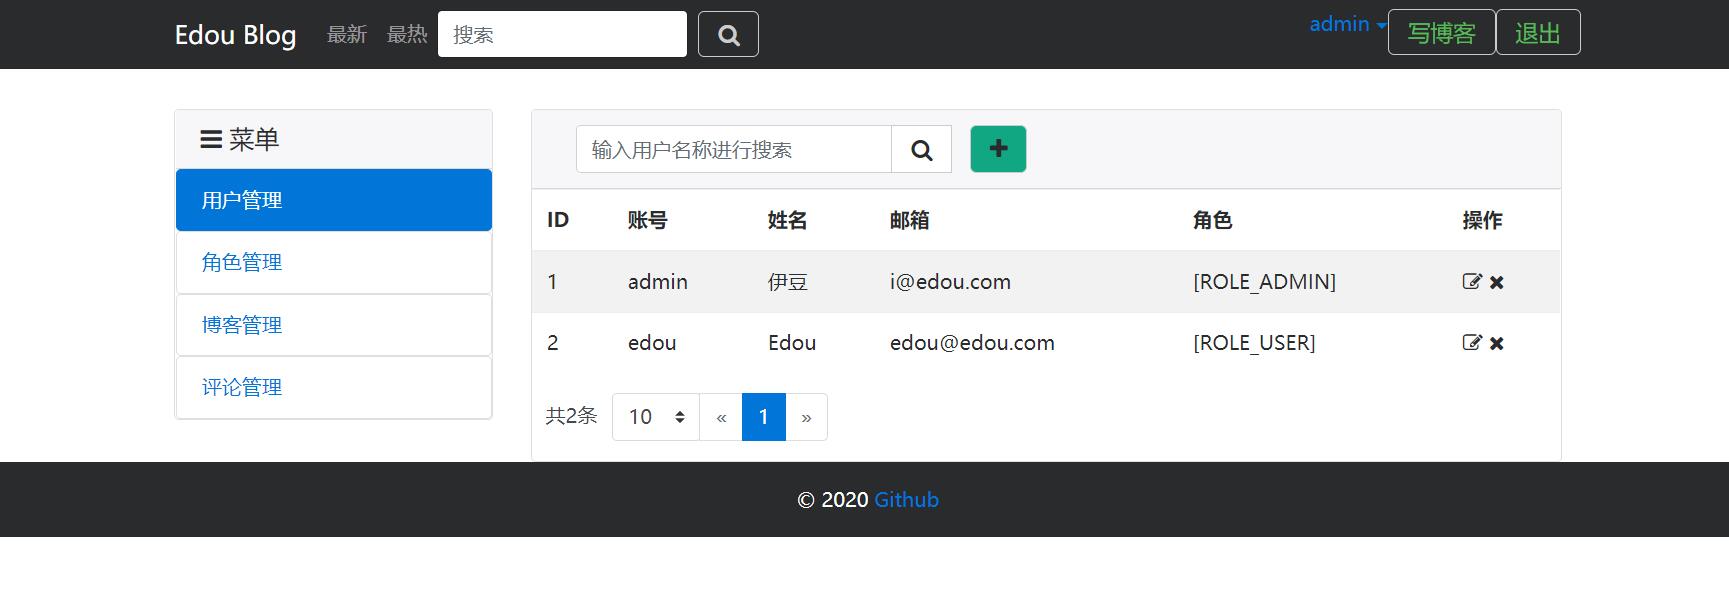 Edou Blog 最新 最热 搜索 admin 写博客 退出
菜单
用户管理
角色管理
博客管理
评论管理
输入用户名称进行搜索
ID 账号 姓名 邮箱 角色 操作
1 admin 伊豆 i@edou.com [ROLE_ADMIN]
2 edou Edou edou@edou.com [ROLE_USER]
共2条 10 « 1 »
© 2020 Github